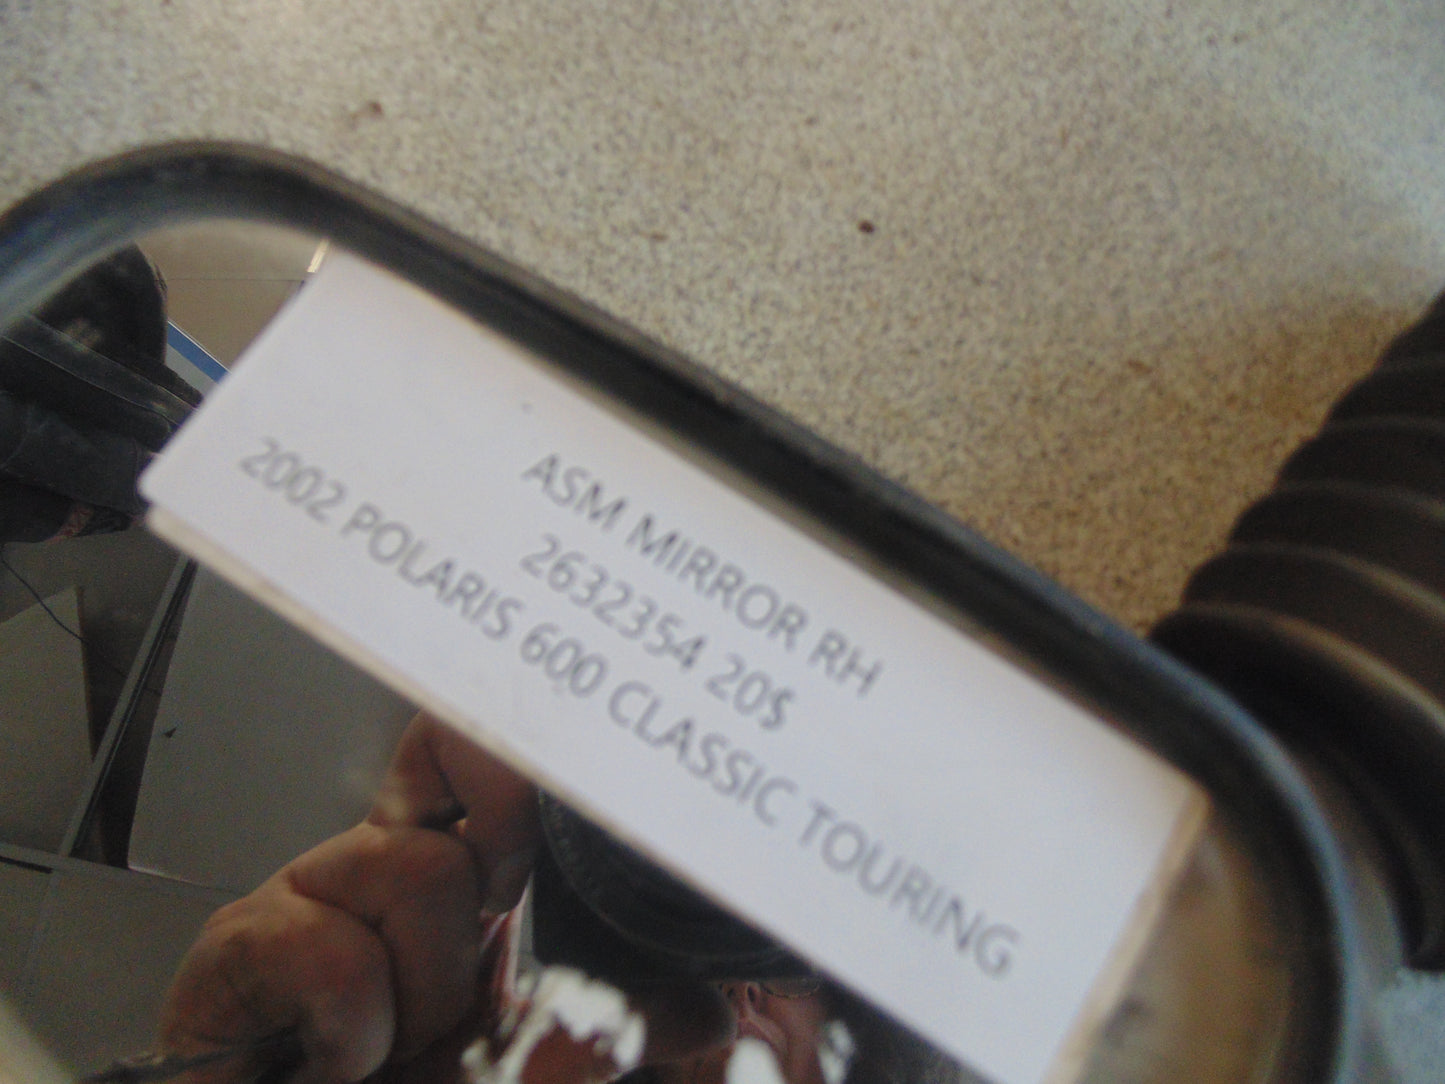 ASM MIRROR RH
2632354 20$
2002 POLARIS 600 CLASSIC TOURING